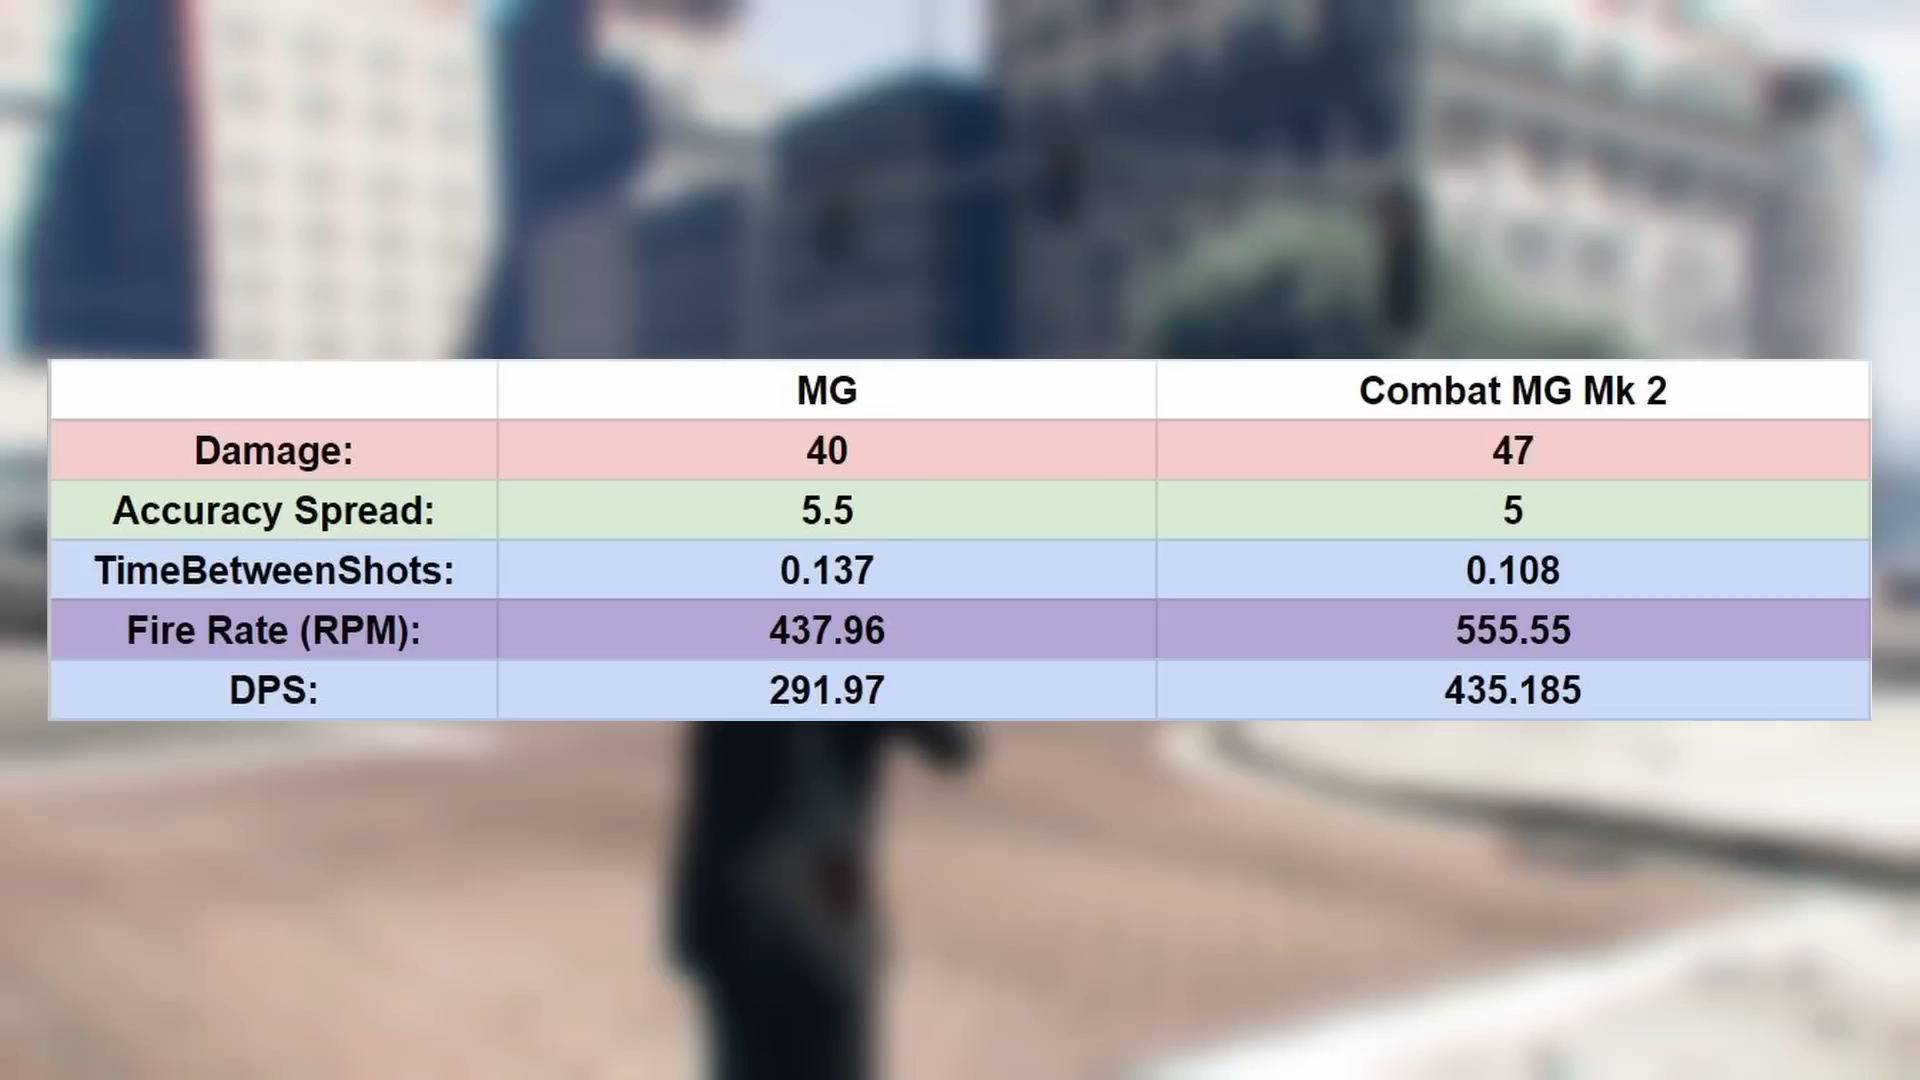 MG Combat MG Mk 2
Damage: 40 47
Accuracy Spread: 5.5 5
TimeBetweenShots: 0.137 0.108
Fire Rate (RPM): 437.96 555.55
DPS: 291.97 435.185